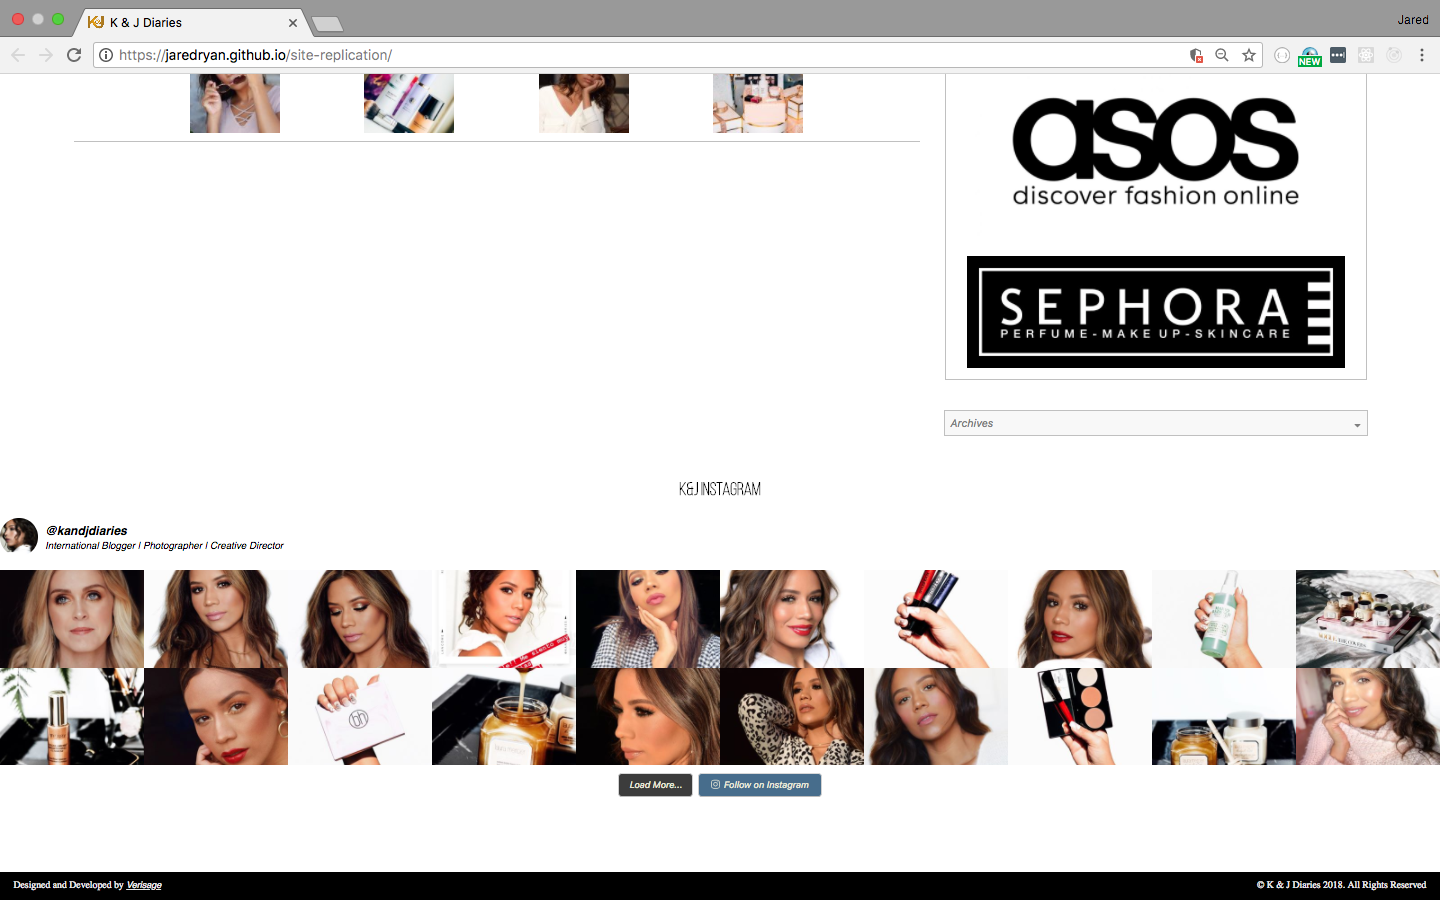 K & J Diaries
Jared
https://jaredryan.github.io/site-replication/
NEW
asos
discover fashion online
SEPHORA
PERFUME-MAKE UP-SKINCARE
Archives
K&J INSTAGRAM
@kandjdiaries
International Blogger | Photographer | Creative Director
bh
Load More...
Follow on Instagram
Designed and Developed by Verisage
© K & J Diaries 2018. All Rights Reserved